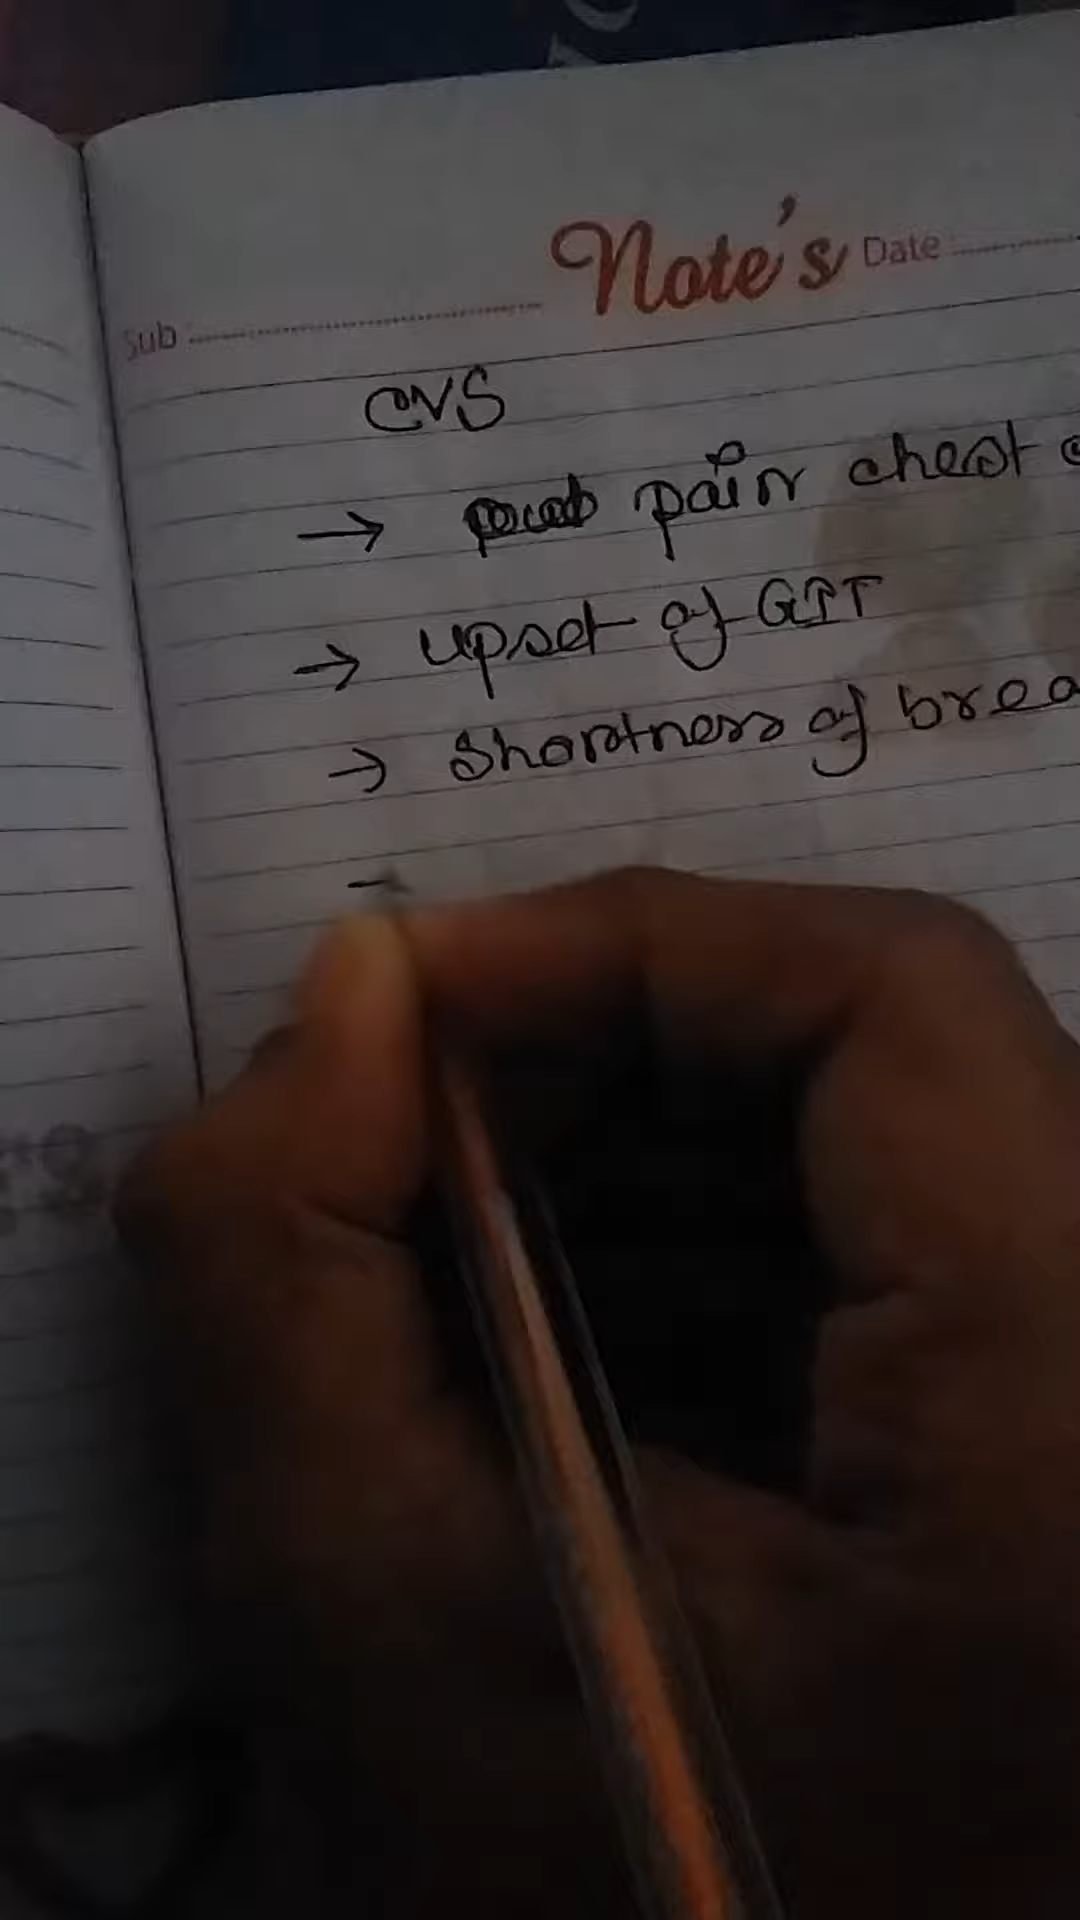 Note's Date
Sub
CVS
→ pain chest
→ upset of GIT
→ Shortness of brea
→